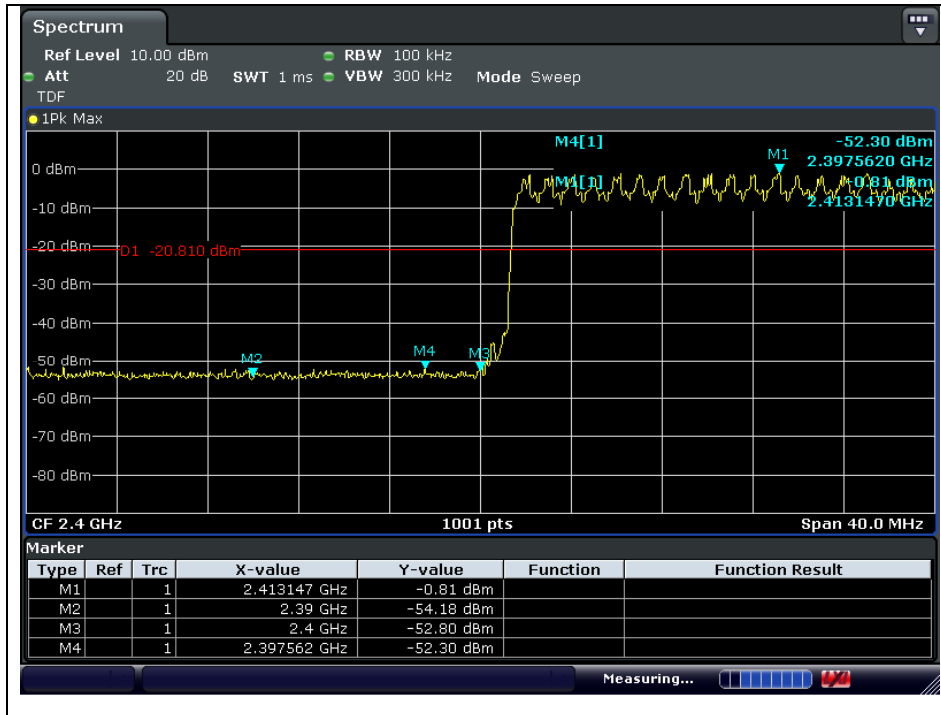 Spectrum
Ref Level 10.00 dBm RBW 100 kHz
Att 20 dB SWT 1 ms VBW 300 kHz Mode Sweep
TDF
1Pk Max
M4[1] -52.30 dBm
2.3975620 GHz
M1[1] -0.81 dBm
2.4131470 GHz
M1
0 dBm
-10 dBm
-20 dBm
D1 -20.810 dBm
-30 dBm
-40 dBm
M2 M4 M3
-50 dBm
-60 dBm
-70 dBm
-80 dBm
CF 2.4 GHz 1001 pts Span 40.0 MHz
Marker
Type Ref Trc X-value Y-value Function Function Result
M1 1 2.413147 GHz -0.81 dBm
M2 1 2.39 GHz -54.18 dBm
M3 1 2.4 GHz -52.80 dBm
M4 1 2.397562 GHz -52.30 dBm
Measuring...